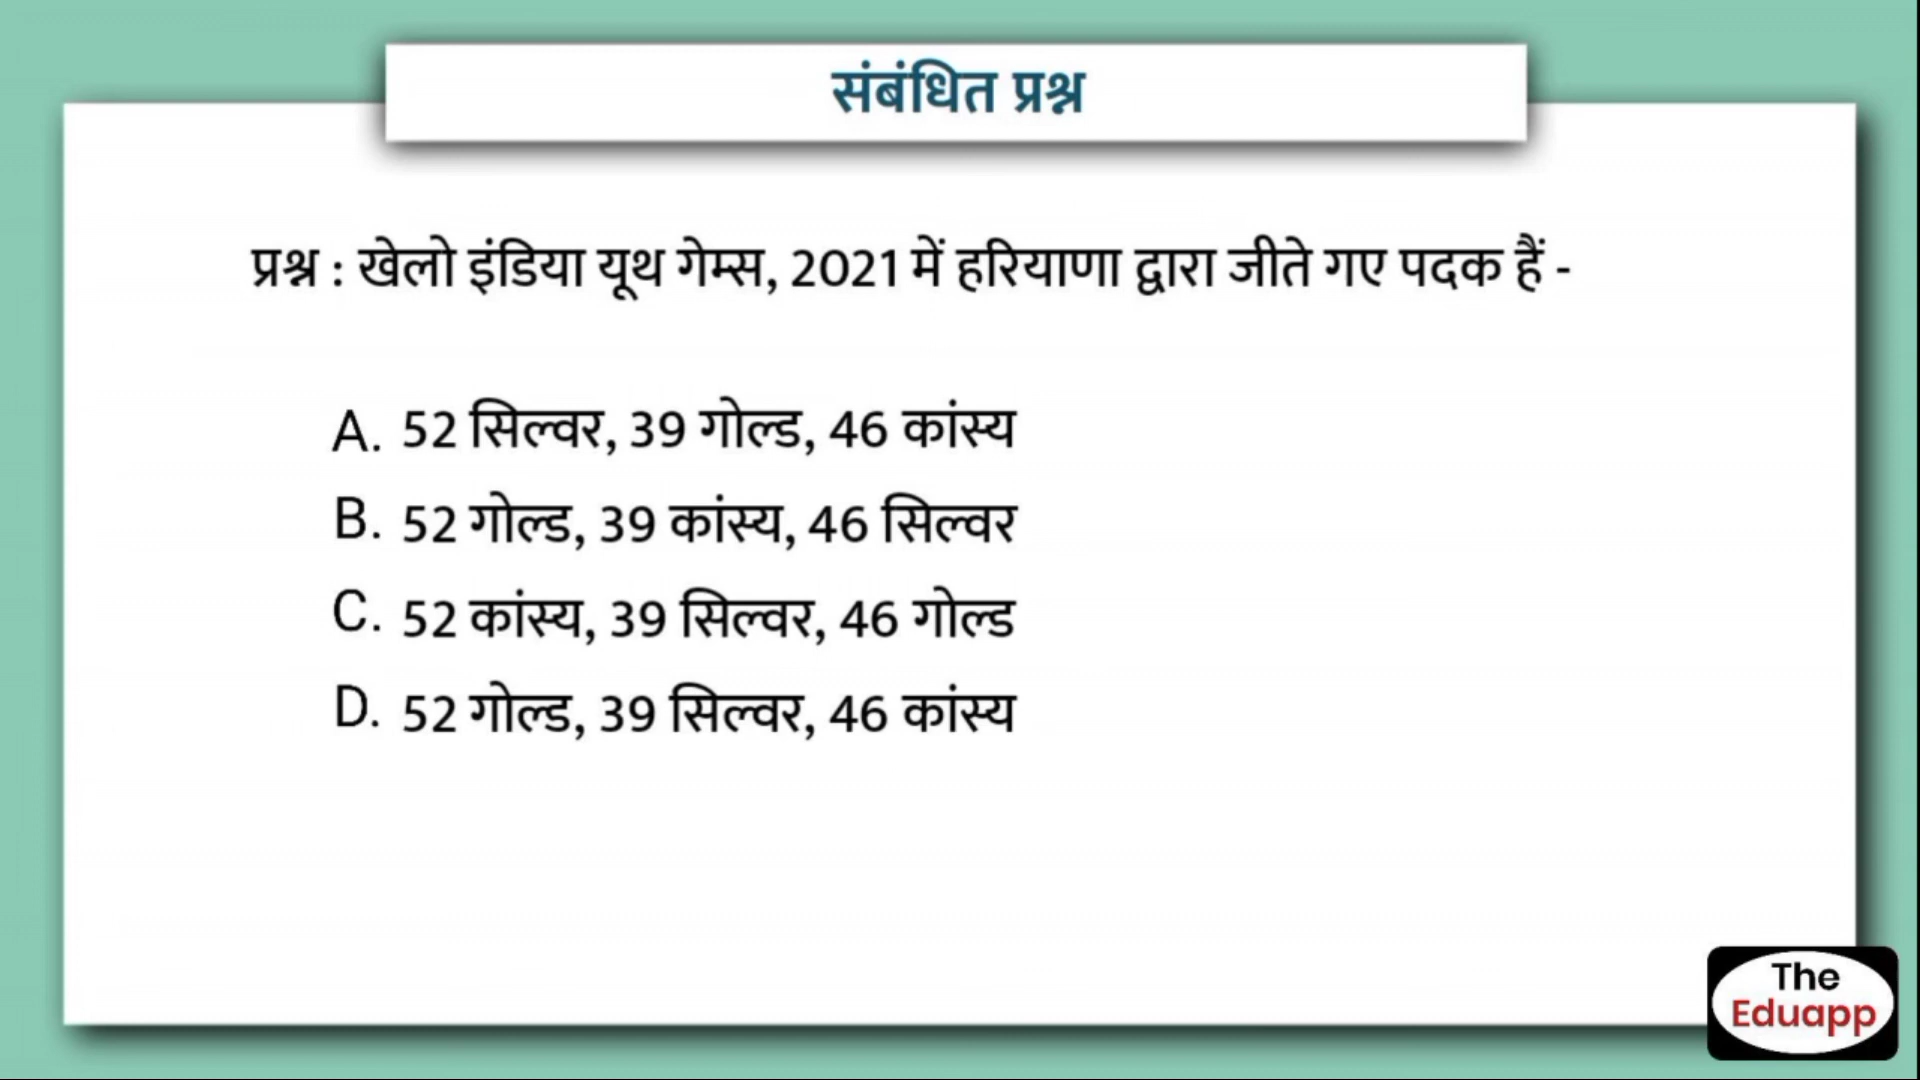 संबंधित प्रश्न
प्रश्न : खेलो इंडिया यूथ गेम्स, 2021 में हरियाणा द्वारा जीते गए पदक हैं -
A. 52 सिल्वर, 39 गोल्ड, 46 कांस्य
B. 52 गोल्ड, 39 कांस्य, 46 सिल्वर
C. 52 कांस्य, 39 सिल्वर, 46 गोल्ड
D. 52 गोल्ड, 39 सिल्वर, 46 कांस्य
The
Eduapp